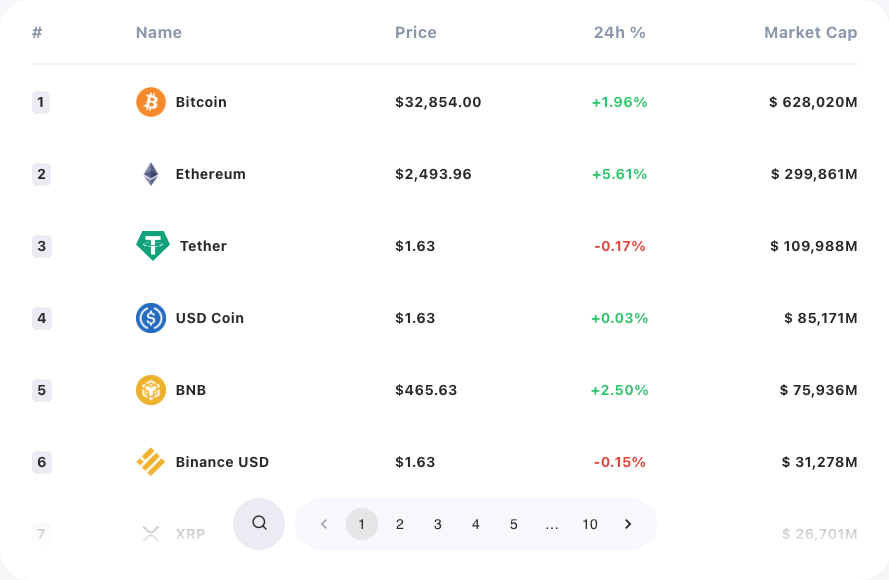 # Name Price 24h % Market Cap
1 Bitcoin $32,854.00 +1.96% $ 628,020M
2 Ethereum $2,493.96 +5.61% $ 299,861M
3 Tether $1.63 -0.17% $ 109,988M
4 USD Coin $1.63 +0.03% $ 85,171M
5 BNB $465.63 +2.50% $ 75,936M
6 Binance USD $1.63 -0.15% $ 31,278M
7 XRP $ 26,701M
< 1 2 3 4 5 ... 10 >